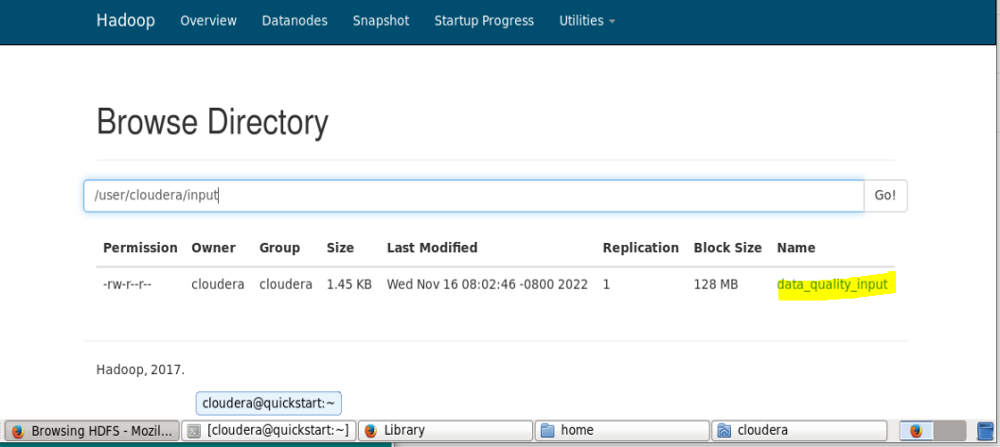 Hadoop Overview Datanodes Snapshot Startup Progress Utilities
Browse Directory
/user/cloudera/input Go!
Permission Owner Group Size Last Modified Replication Block Size Name
-rw-r--r-- cloudera cloudera 1.45 KB Wed Nov 16 08:02:46 -0800 2022 1 128 MB data_quality_input
Hadoop, 2017.
cloudera@quickstart:~
Browsing HDFS - Mozil... [cloudera@quickstart:~] Library home cloudera